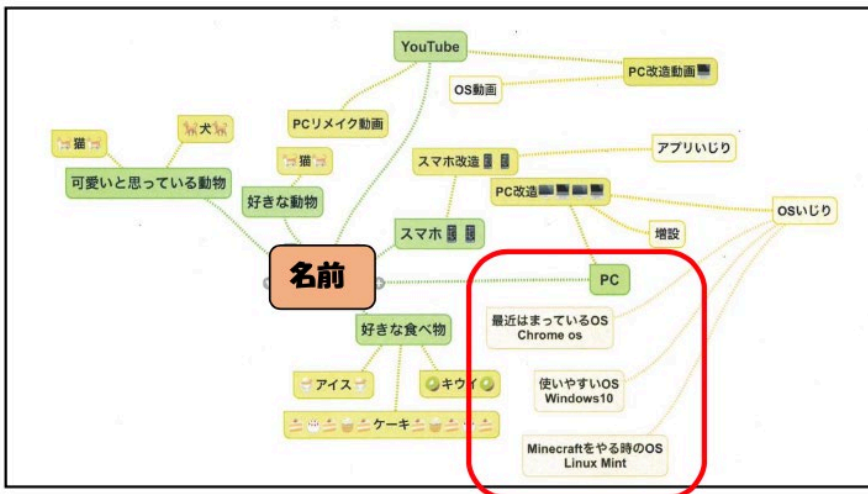 YouTube
PC改造動画
OS動画
PCリメイク動画
犬
猫
猫
アプリいじり
スマホ改造
可愛いと思っている動物
PC改造
好きな動物
OSいじり
スマホ
増設
名前
PC
最近はまっているOS
Chrome os
好きな食べ物
アイス
キウイ
使いやすいOS
Windows10
ケーキ
Minecraftをやる時のOS
Linux Mint